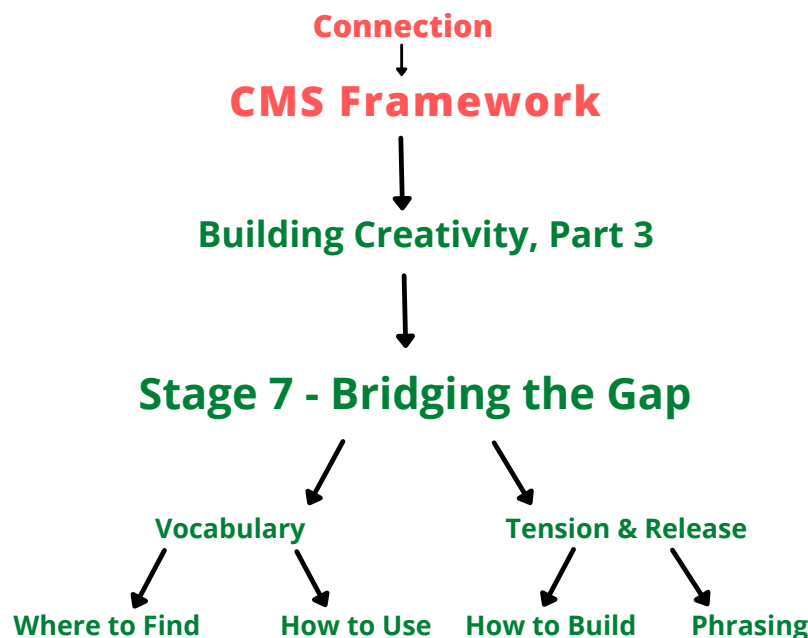 Connection
CMS Framework
Building Creativity, Part 3
Stage 7 - Bridging the Gap
Vocabulary
Tension & Release
Where to Find
How to Use
How to Build
Phrasing